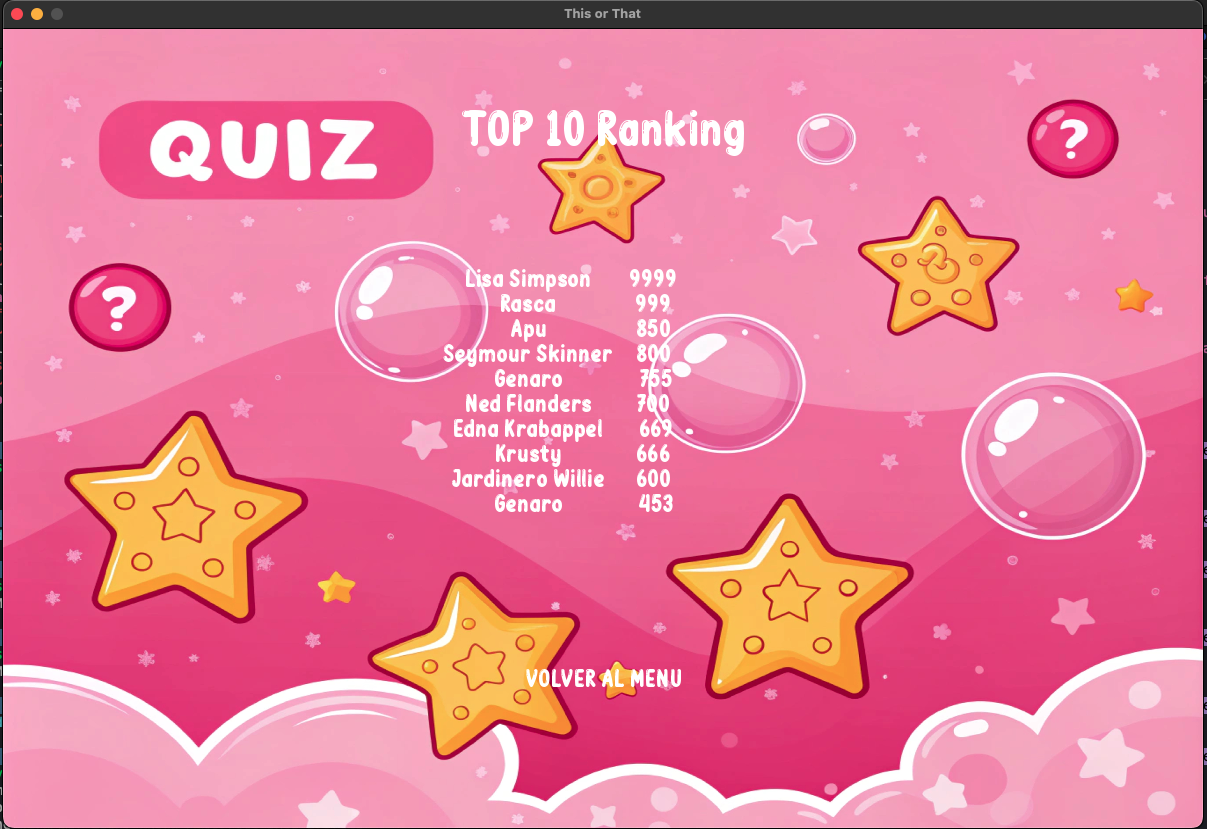 This or That
QUIZ
TOP 10 Ranking
?
?
Lisa Simpson 9999
Rasca 999
Apu 850
Seymour Skinner 800
Genaro 755
Ned Flanders 700
Edna Krabappel 669
Krusty 666
Jardinero Willie 600
Genaro 453
VOLVER AL MENU